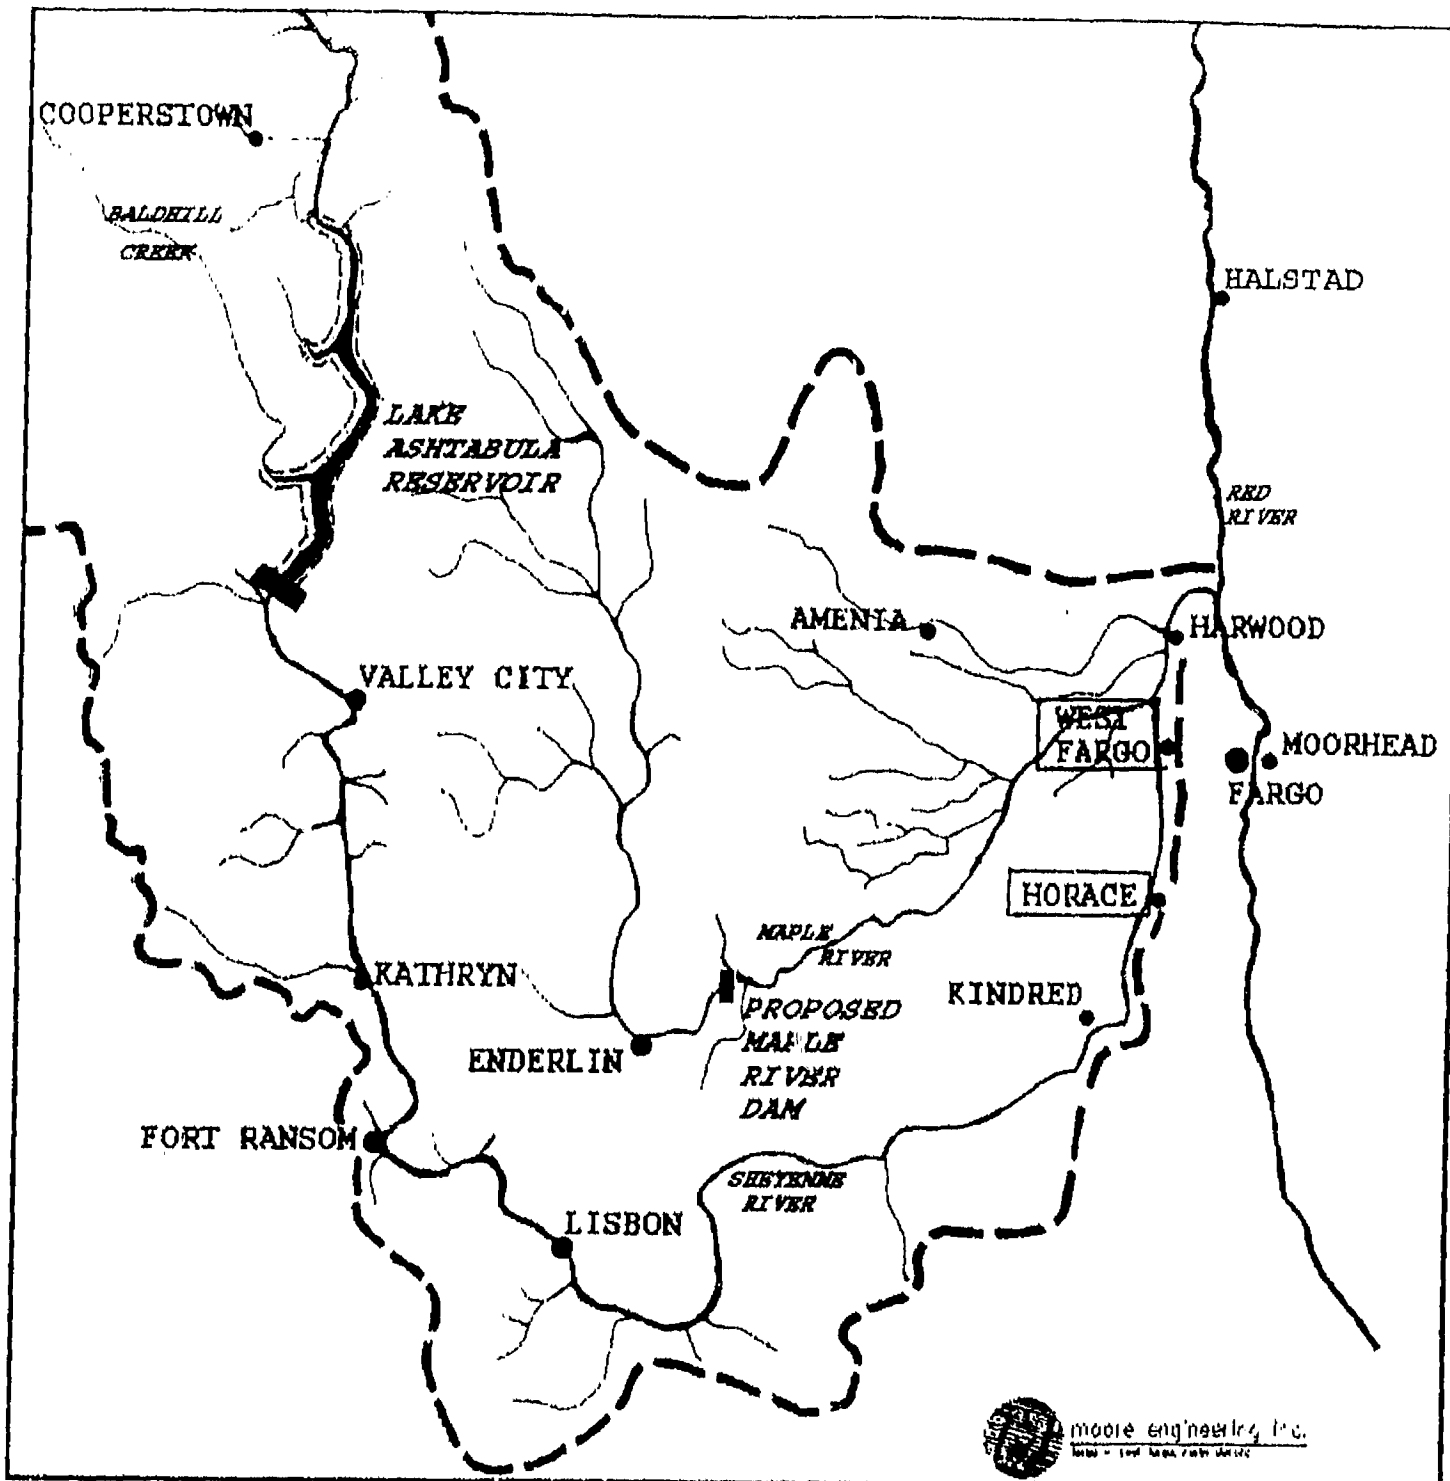 COOPERSTOWN
BALDHILL
CREEK
HALSTAD
LAKE
ASHTABULA
RESERVOIR
RED
RIVER
AMENIA
HARWOOD
VALLEY CITY
WEST
FARGO
MOORHEAD
FARGO
HORACE
MAPLE
RIVER
KATHRYN
KINDRED
PROPOSED
MAPLE
RIVER
DAM
ENDERLIN
FORT RANSOM
SHEYENNE
RIVER
LISBON
moore engineering inc.